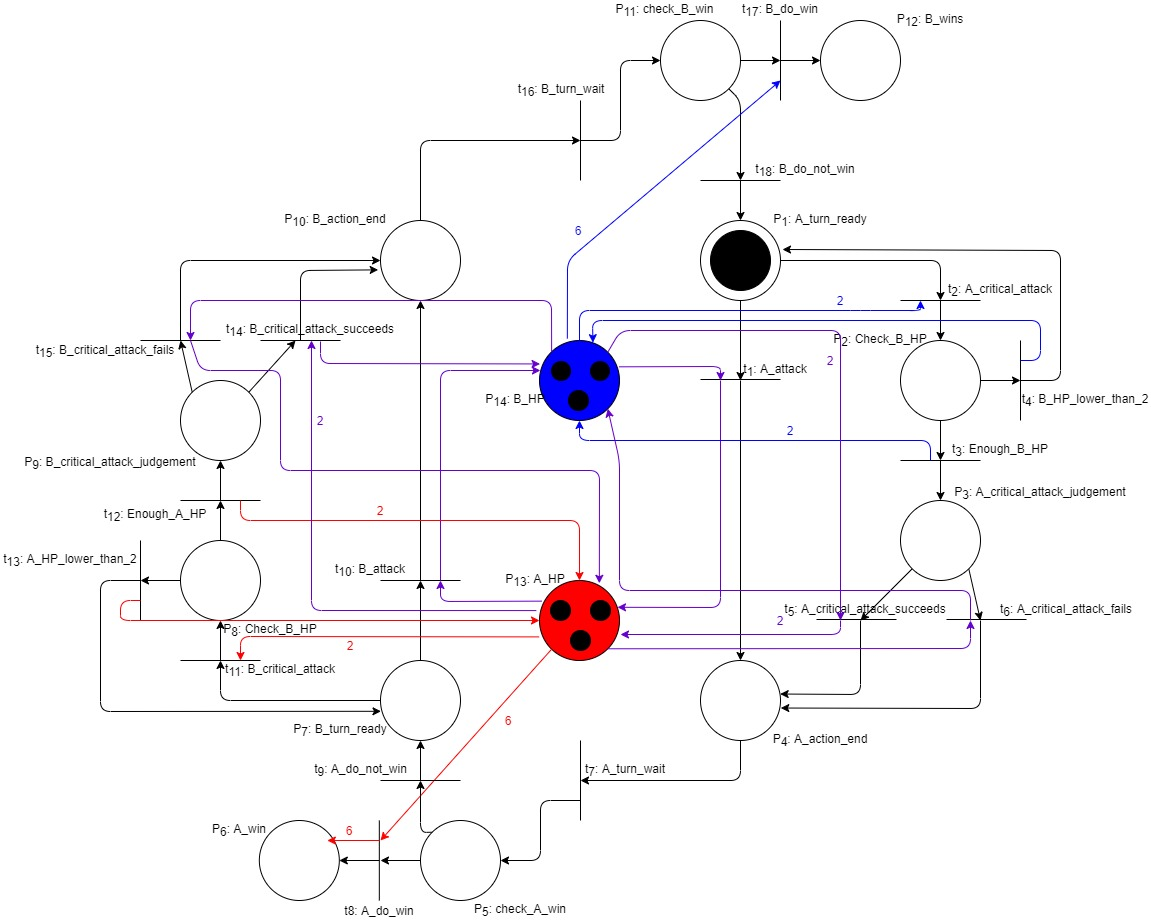 P11: check_B_win
t17: B_do_win
P12: B_wins
t16: B_turn_wait
t18: B_do_not_win
P10: B_action_end
P1: A_turn_ready
6
t2: A_critical_attack
2
t14: B_critical_attack_succeeds
t15: B_critical_attack_fails
P2: Check_B_HP
2
t1: A_attack
P14: B_HP
t4: B_HP_lower_than_2
2
2
t3: Enough_B_HP
P9: B_critical_attack_judgement
P3: A_critical_attack_judgement
t12: Enough_A_HP
2
t13: A_HP_lower_than_2
t10: B_attack
P13: A_HP
t5: A_critical_attack_succeeds
t6: A_critical_attack_fails
2
P8: Check_B_HP
2
t11: B_critical_attack
6
P7: B_turn_ready
P4: A_action_end
t9: A_do_not_win
t7: A_turn_wait
P6: A_win
6
t8: A_do_win
P5: check_A_win